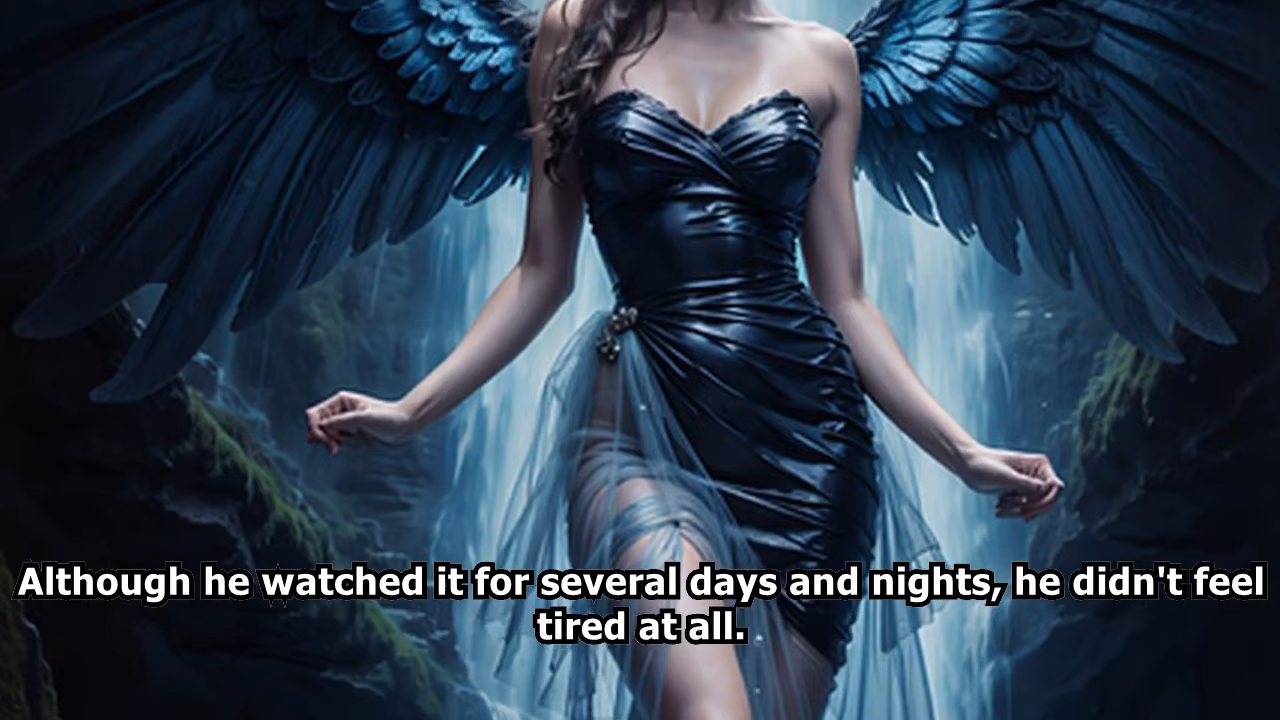 Although he watched it for several days and nights, he didn't feel
tired at all.